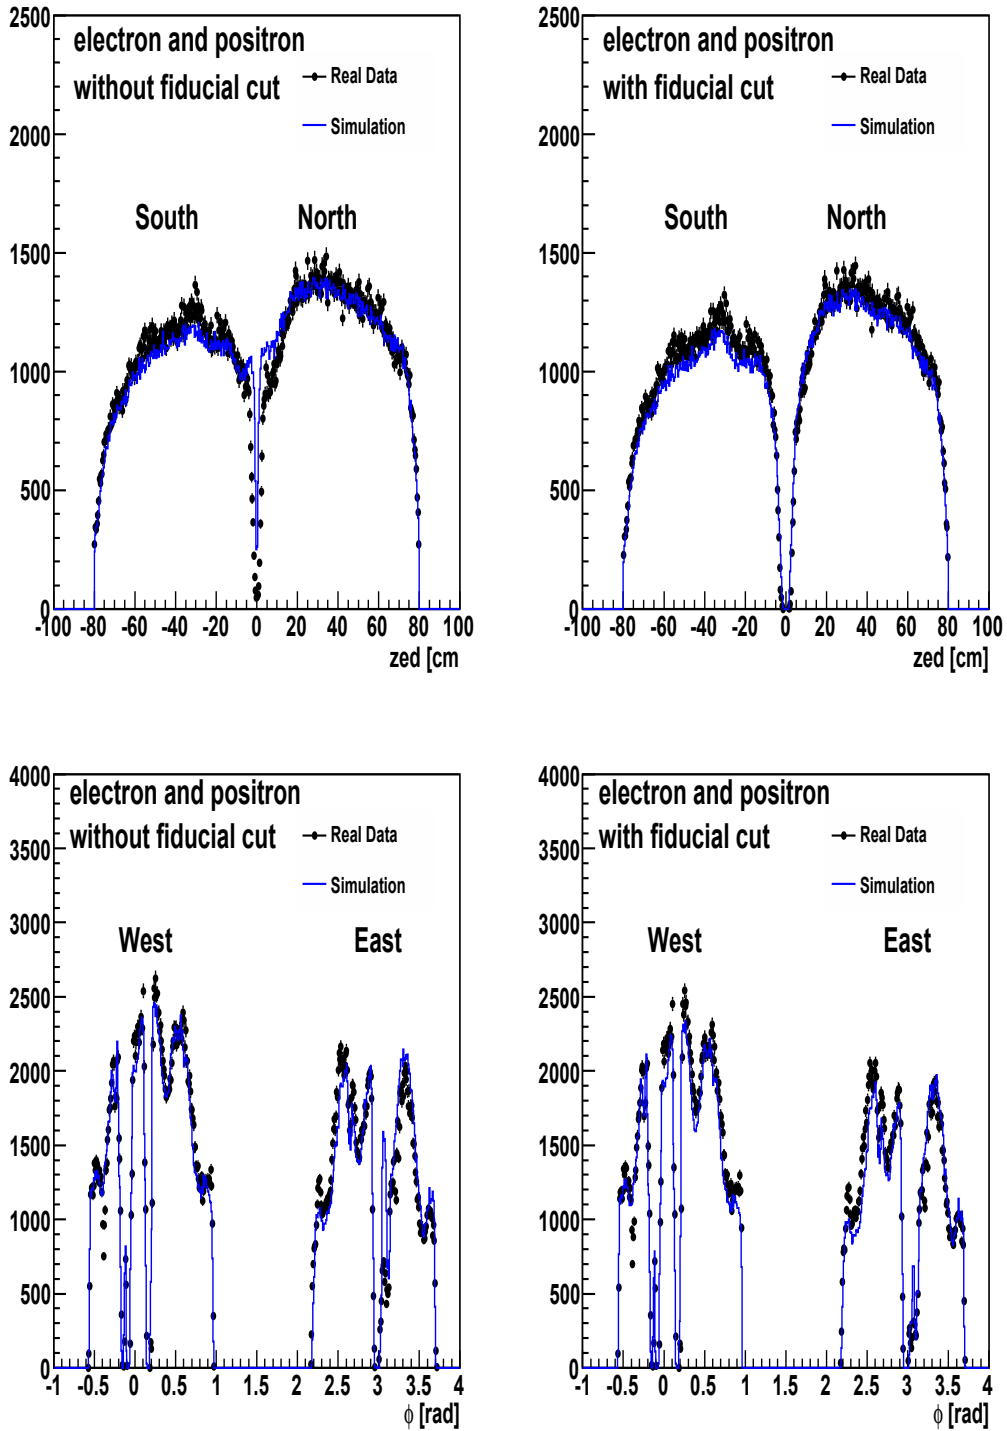 electron and positron
without fiducial cut
Real Data
Simulation
South
North
2500
2000
1500
1000
500
0
-100 -80 -60 -40 -20 0 20 40 60 80 100
zed [cm
electron and positron
with fiducial cut
Real Data
Simulation
South
North
2500
2000
1500
1000
500
0
-100 -80 -60 -40 -20 0 20 40 60 80 100
zed [cm]
electron and positron
without fiducial cut
Real Data
Simulation
West
East
4000
3500
3000
2500
2000
1500
1000
500
0
-1 -0.5 0 0.5 1 1.5 2 2.5 3 3.5 4
ϕ [rad]
electron and positron
with fiducial cut
Real Data
Simulation
West
East
4000
3500
3000
2500
2000
1500
1000
500
0
-1 -0.5 0 0.5 1 1.5 2 2.5 3 3.5 4
ϕ [rad]